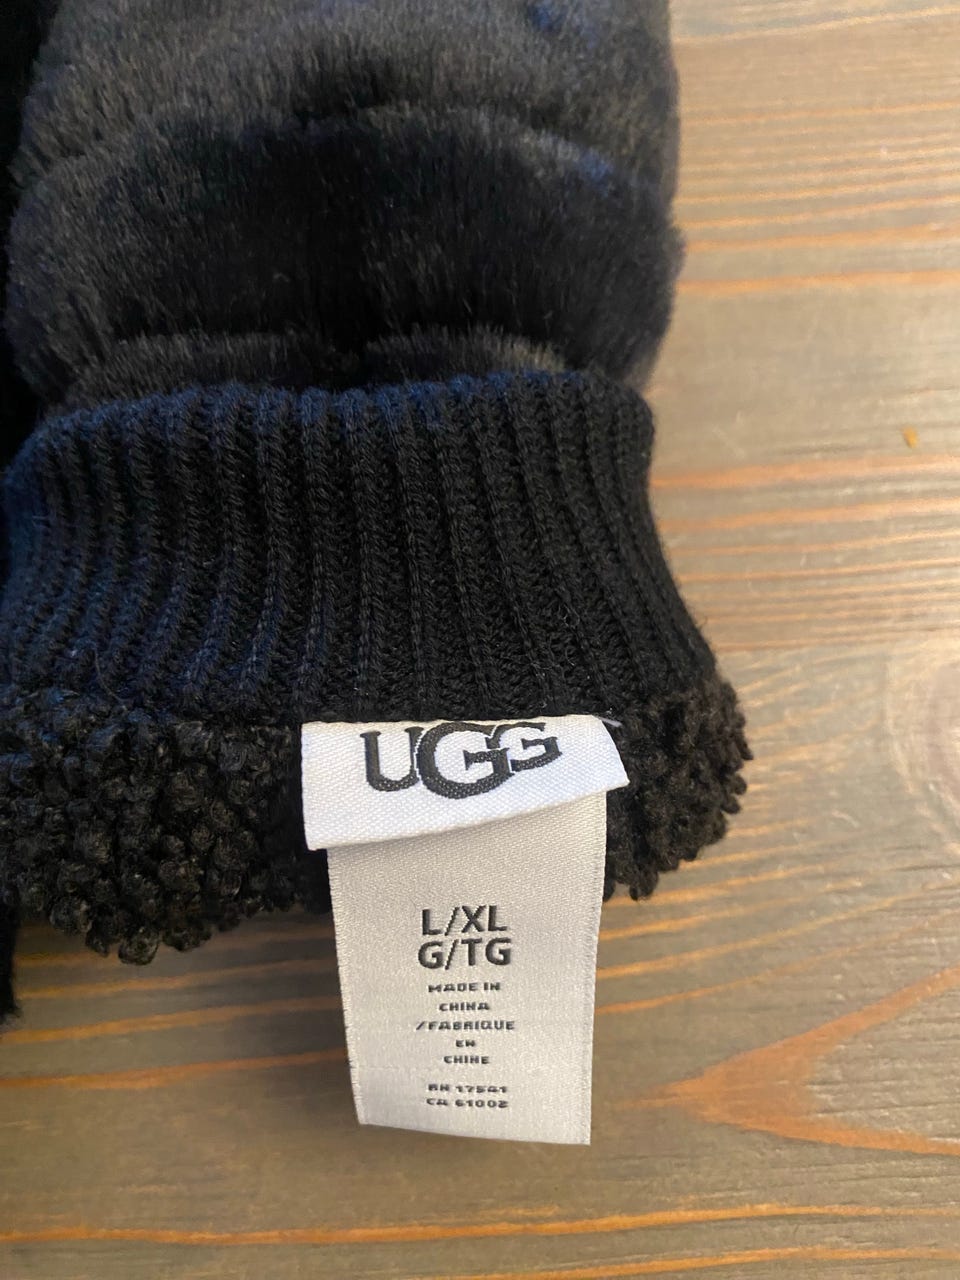 UGG
L/XL
G/TG
MADE IN
CHINA
/FABRIQUE
EN
CHINE
RN 17541
CA 61002